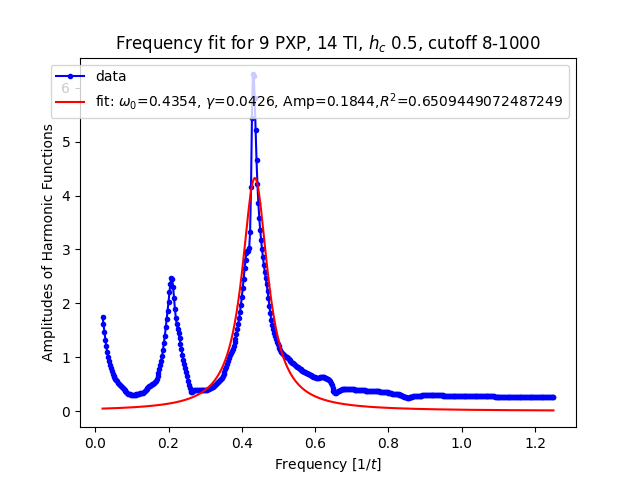 Frequency fit for 9 PXP, 14 TI, $h_c$ 0.5, cutoff 8-1000
data
fit: $\omega_0$=0.4354, $\gamma$=0.0426, Amp=0.1844,$R^2$=0.6509449072487249
Amplitudes of Harmonic Functions
6
5
4
3
2
1
0
0.0 0.2 0.4 0.6 0.8 1.0 1.2
Frequency [1/$t$]